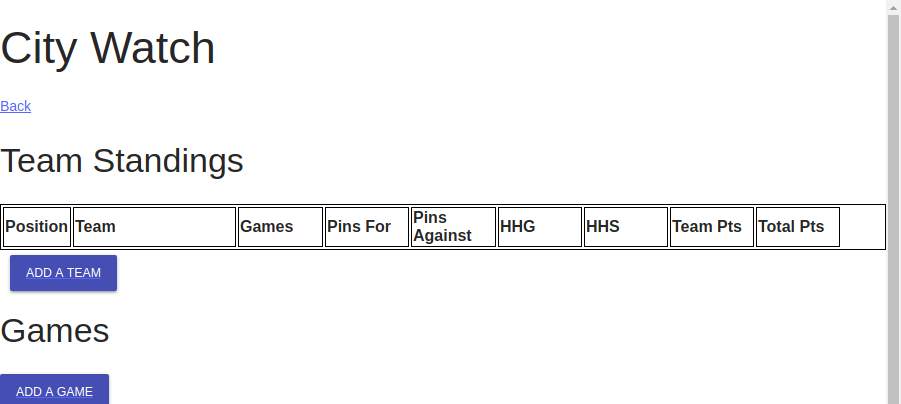 City Watch
Back
Team Standings
Position Team Games Pins For Pins Against HHG HHS Team Pts Total Pts
ADD A TEAM
Games
ADD A GAME